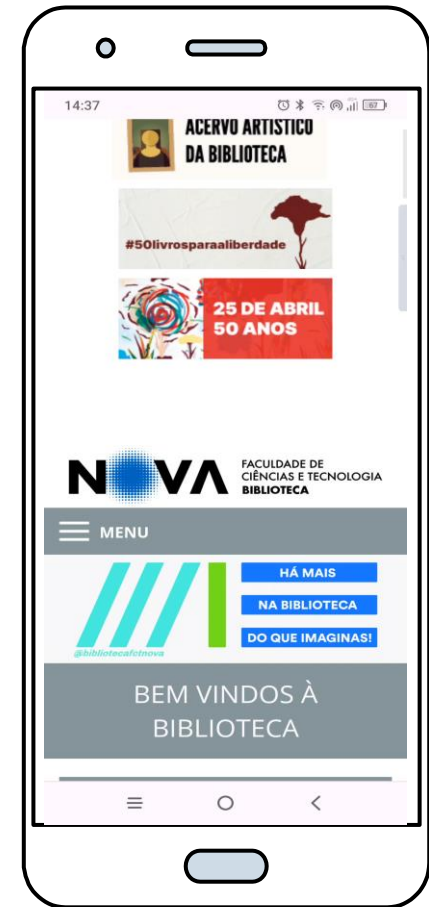 14:37
87
ACERVO ARTÍSTICO
DA BIBLIOTECA
#50livrosparaaliberdade
25 DE ABRIL
50 ANOS
NOVA
FACULDADE DE
CIÊNCIAS E TECNOLOGIA
BIBLIOTECA
MENU
HÁ MAIS
NA BIBLIOTECA
DO QUE IMAGINAS!
@bibliotecafctnova
BEM VINDOS À
BIBLIOTECA